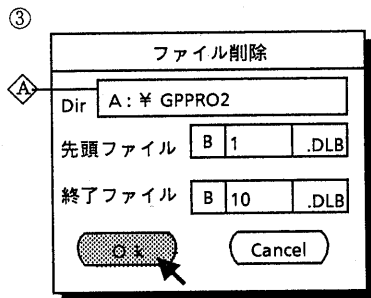 ③
ファイル削除
A
Dir A : ¥ GPPRO2
先頭ファイル B 1 .DLB
終了ファイル B 10 .DLB
Ok Cancel